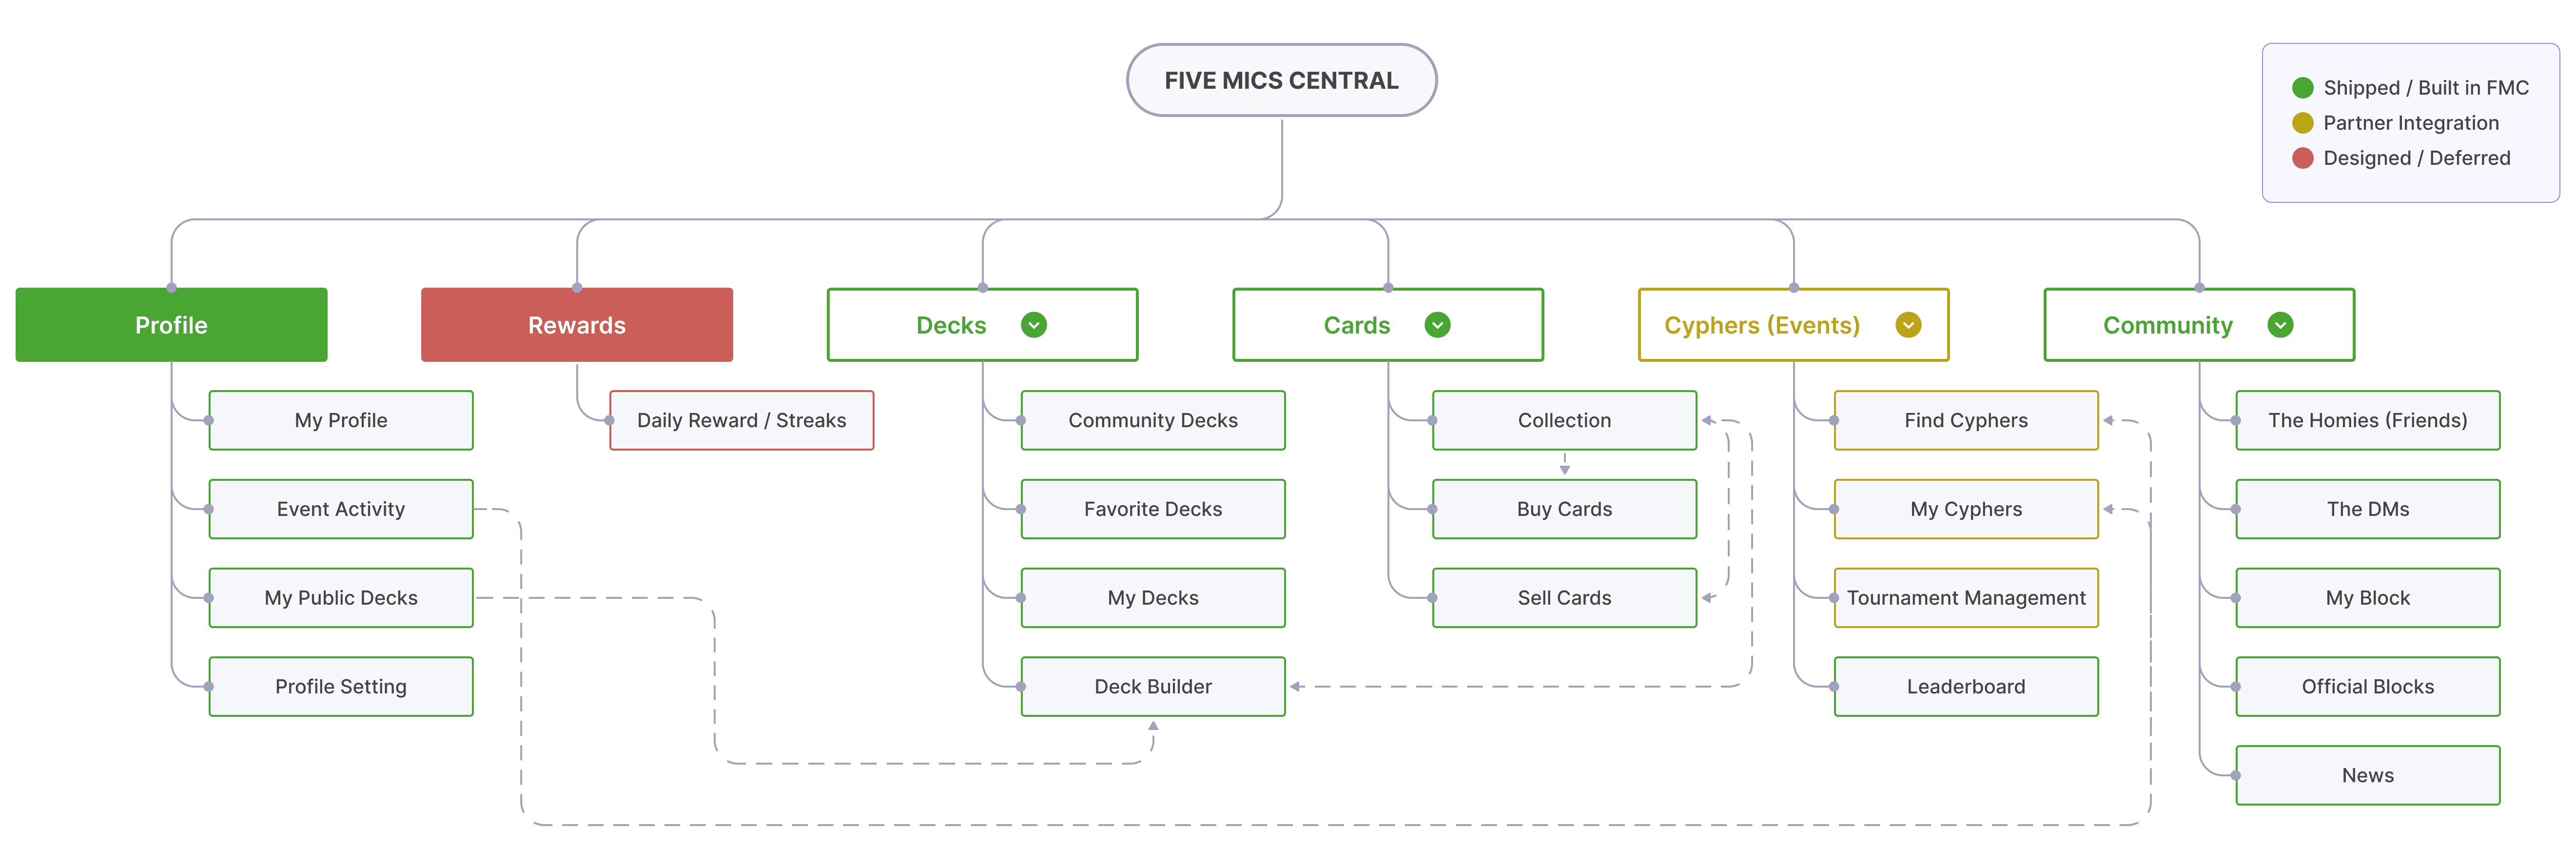 FIVE MICS CENTRAL
Shipped / Built in FMC
Partner Integration
Designed / Deferred
Profile
My Profile
Event Activity
My Public Decks
Profile Setting
Rewards
Daily Reward / Streaks
Decks
Community Decks
Favorite Decks
My Decks
Deck Builder
Cards
Collection
Buy Cards
Sell Cards
Cyphers (Events)
Find Cyphers
My Cyphers
Tournament Management
Leaderboard
Community
The Homies (Friends)
The DMs
My Block
Official Blocks
News